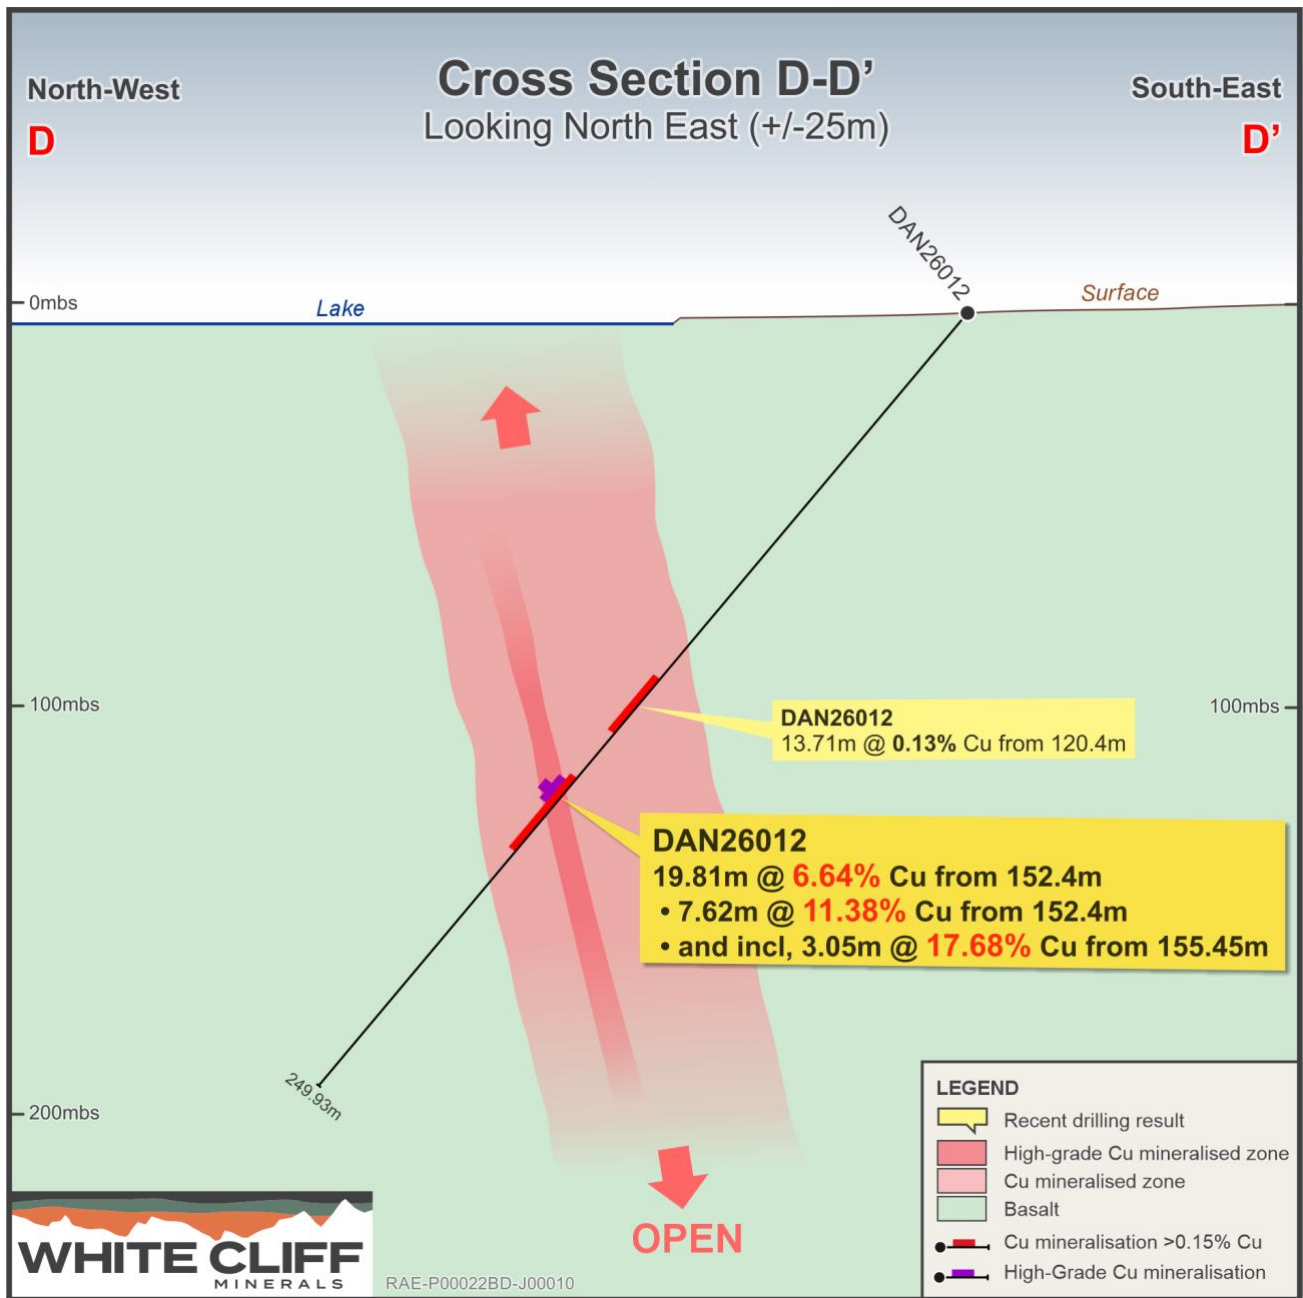 Cross Section D-D’
Looking North East (+/-25m)
North-West
D
South-East
D’
DAN26012
0mbs
Lake
Surface
100mbs
100mbs
DAN26012
13.71m @ 0.13% Cu from 120.4m
DAN26012
19.81m @ 6.64% Cu from 152.4m
• 7.62m @ 11.38% Cu from 152.4m
• and incl, 3.05m @ 17.68% Cu from 155.45m
249.93m
200mbs
OPEN
LEGEND
Recent drilling result
High-grade Cu mineralised zone
Cu mineralised zone
Basalt
Cu mineralisation >0.15% Cu
High-Grade Cu mineralisation
WHITE CLIFF
MINERALS
RAE-P00022BD-J00010